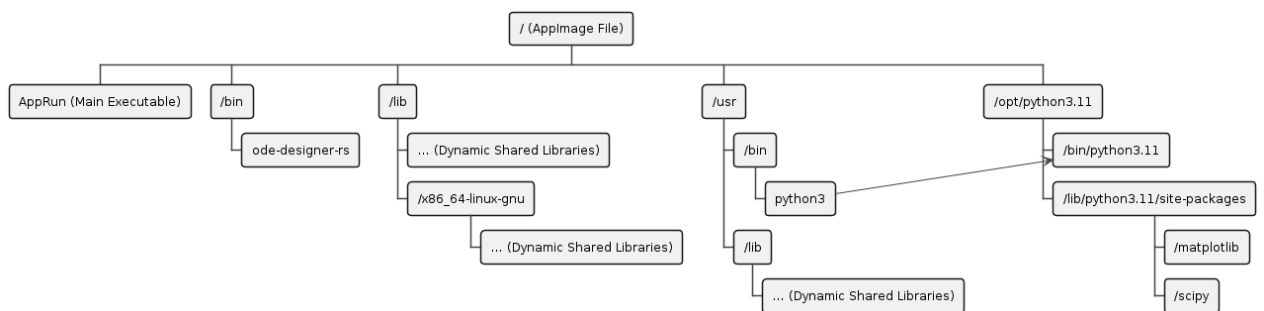 / (AppImage File)
AppRun (Main Executable)
/bin
/lib
/usr
/opt/python3.11
ode-designer-rs
... (Dynamic Shared Libraries)
/bin
/bin/python3.11
/x86_64-linux-gnu
python3
/lib/python3.11/site-packages
... (Dynamic Shared Libraries)
/lib
/matplotlib
... (Dynamic Shared Libraries)
/scipy